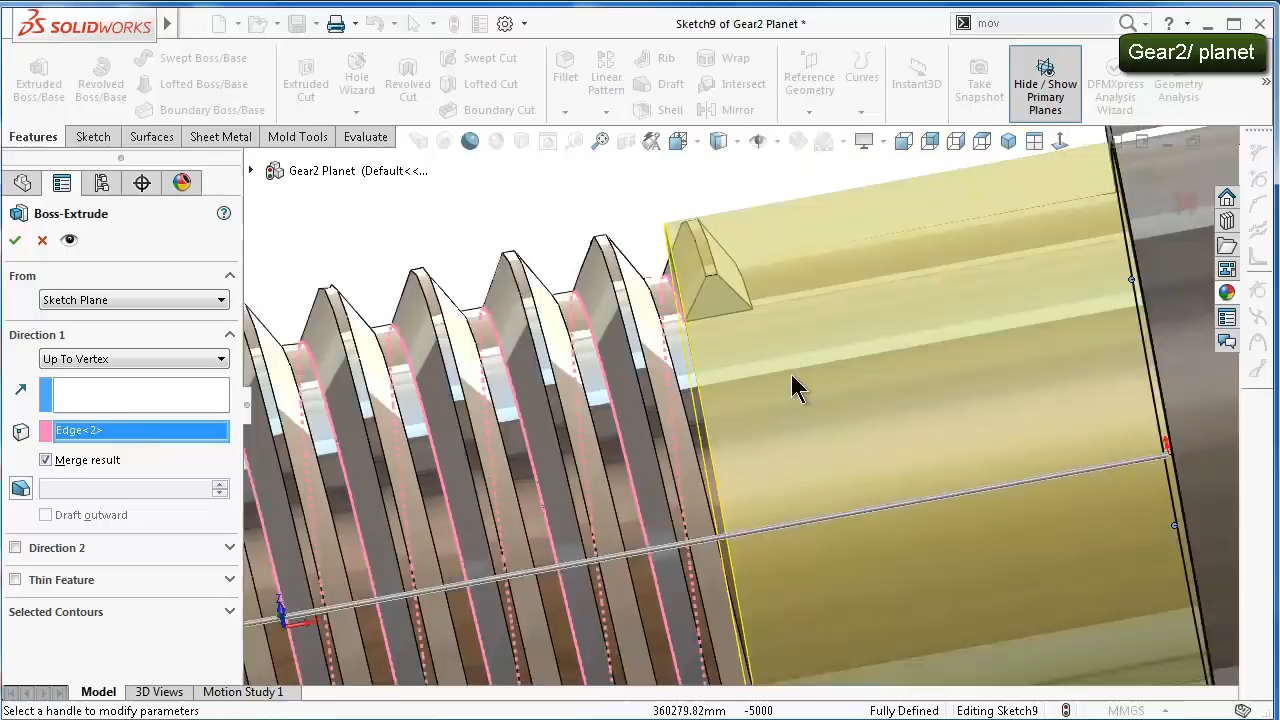 SOLIDWORKS
Sketch9 of Gear2 Planet *
mov
Gear2/ planet
Extruded Boss/Base
Revolved Boss/Base
Swept Boss/Base
Lofted Boss/Base
Boundary Boss/Base
Extruded Cut
Hole Wizard
Revolved Cut
Swept Cut
Lofted Cut
Boundary Cut
Fillet
Linear Pattern
Rib
Draft
Shell
Wrap
Intersect
Mirror
Reference Geometry
Curves
Instant3D
Take Snapshot
Hide / Show Primary Planes
DFMXpress Analysis Wizard
Geometry Analysis
Features
Sketch
Surfaces
Sheet Metal
Mold Tools
Evaluate
Gear2 Planet (Default<<...
Boss-Extrude
From
Sketch Plane
Direction 1
Up To Vertex
Edge<2>
Merge result
Draft outward
Direction 2
Thin Feature
Selected Contours
Z
Model
3D Views
Motion Study 1
Select a handle to modify parameters
360279.82mm
-5000
Fully Defined
Editing Sketch9
MMGS